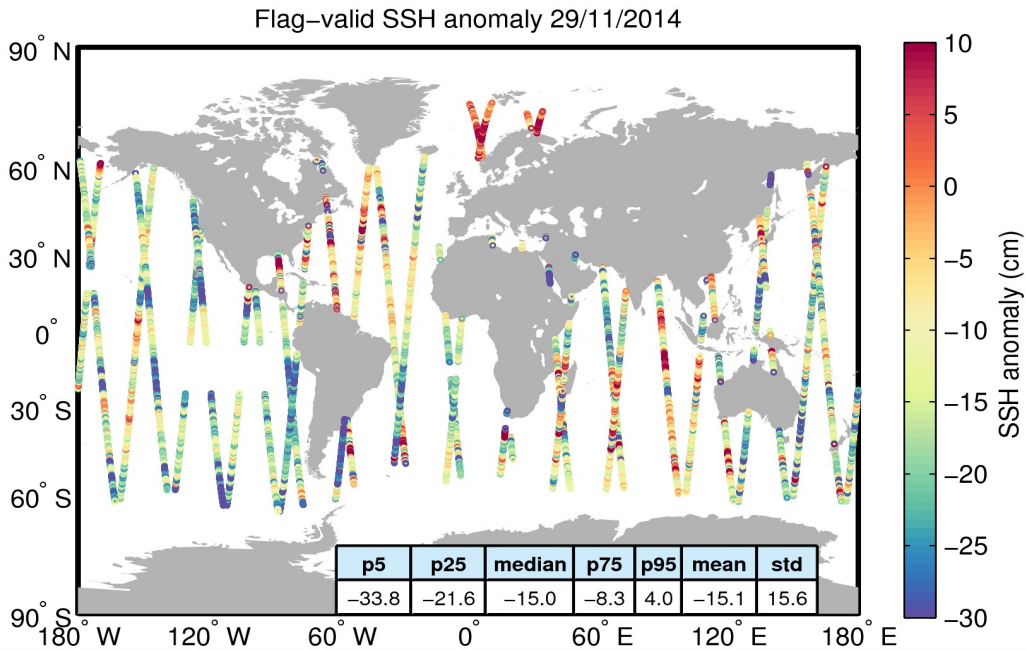 Flag−valid SSH anomaly 29/11/2014
90° N
60° N
30° N
0°
30° S
60° S
90° S
180° W 120° W 60° W 0° 60° E 120° E 180° E
p5 p25 median p75 p95 mean std
−33.8 −21.6 −15.0 −8.3 4.0 −15.1 15.6
10
5
0
−5
−10
−15
−20
−25
−30
SSH anomaly (cm)